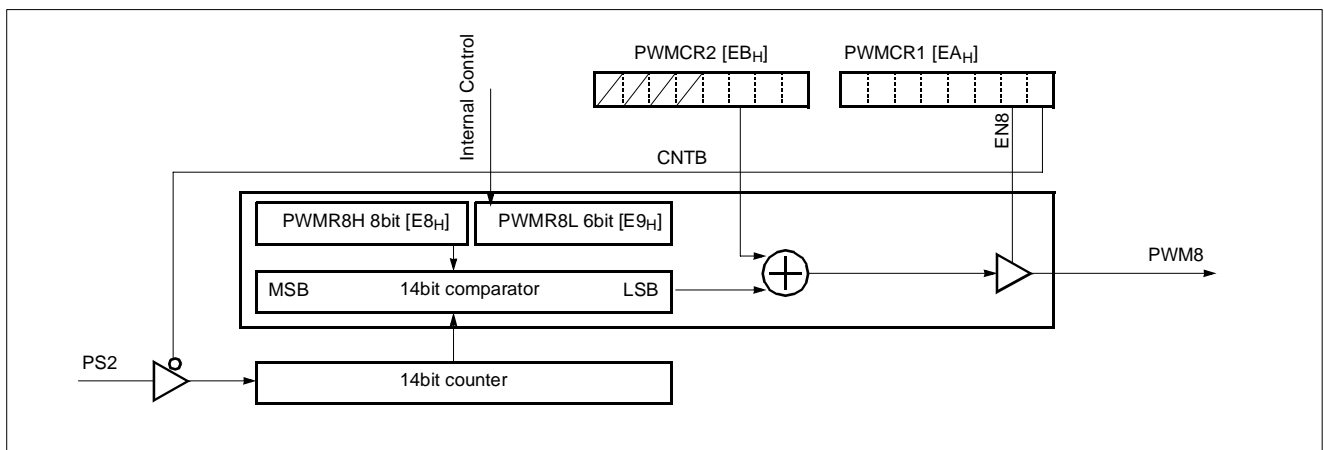 PWMCR2 [EBH]
PWMCR1 [EAH]
Internal Control
EN8
CNTB
PWMR8H 8bit [E8H]
PWMR8L 6bit [E9H]
PWM8
MSB 14bit comparator LSB
PS2
14bit counter